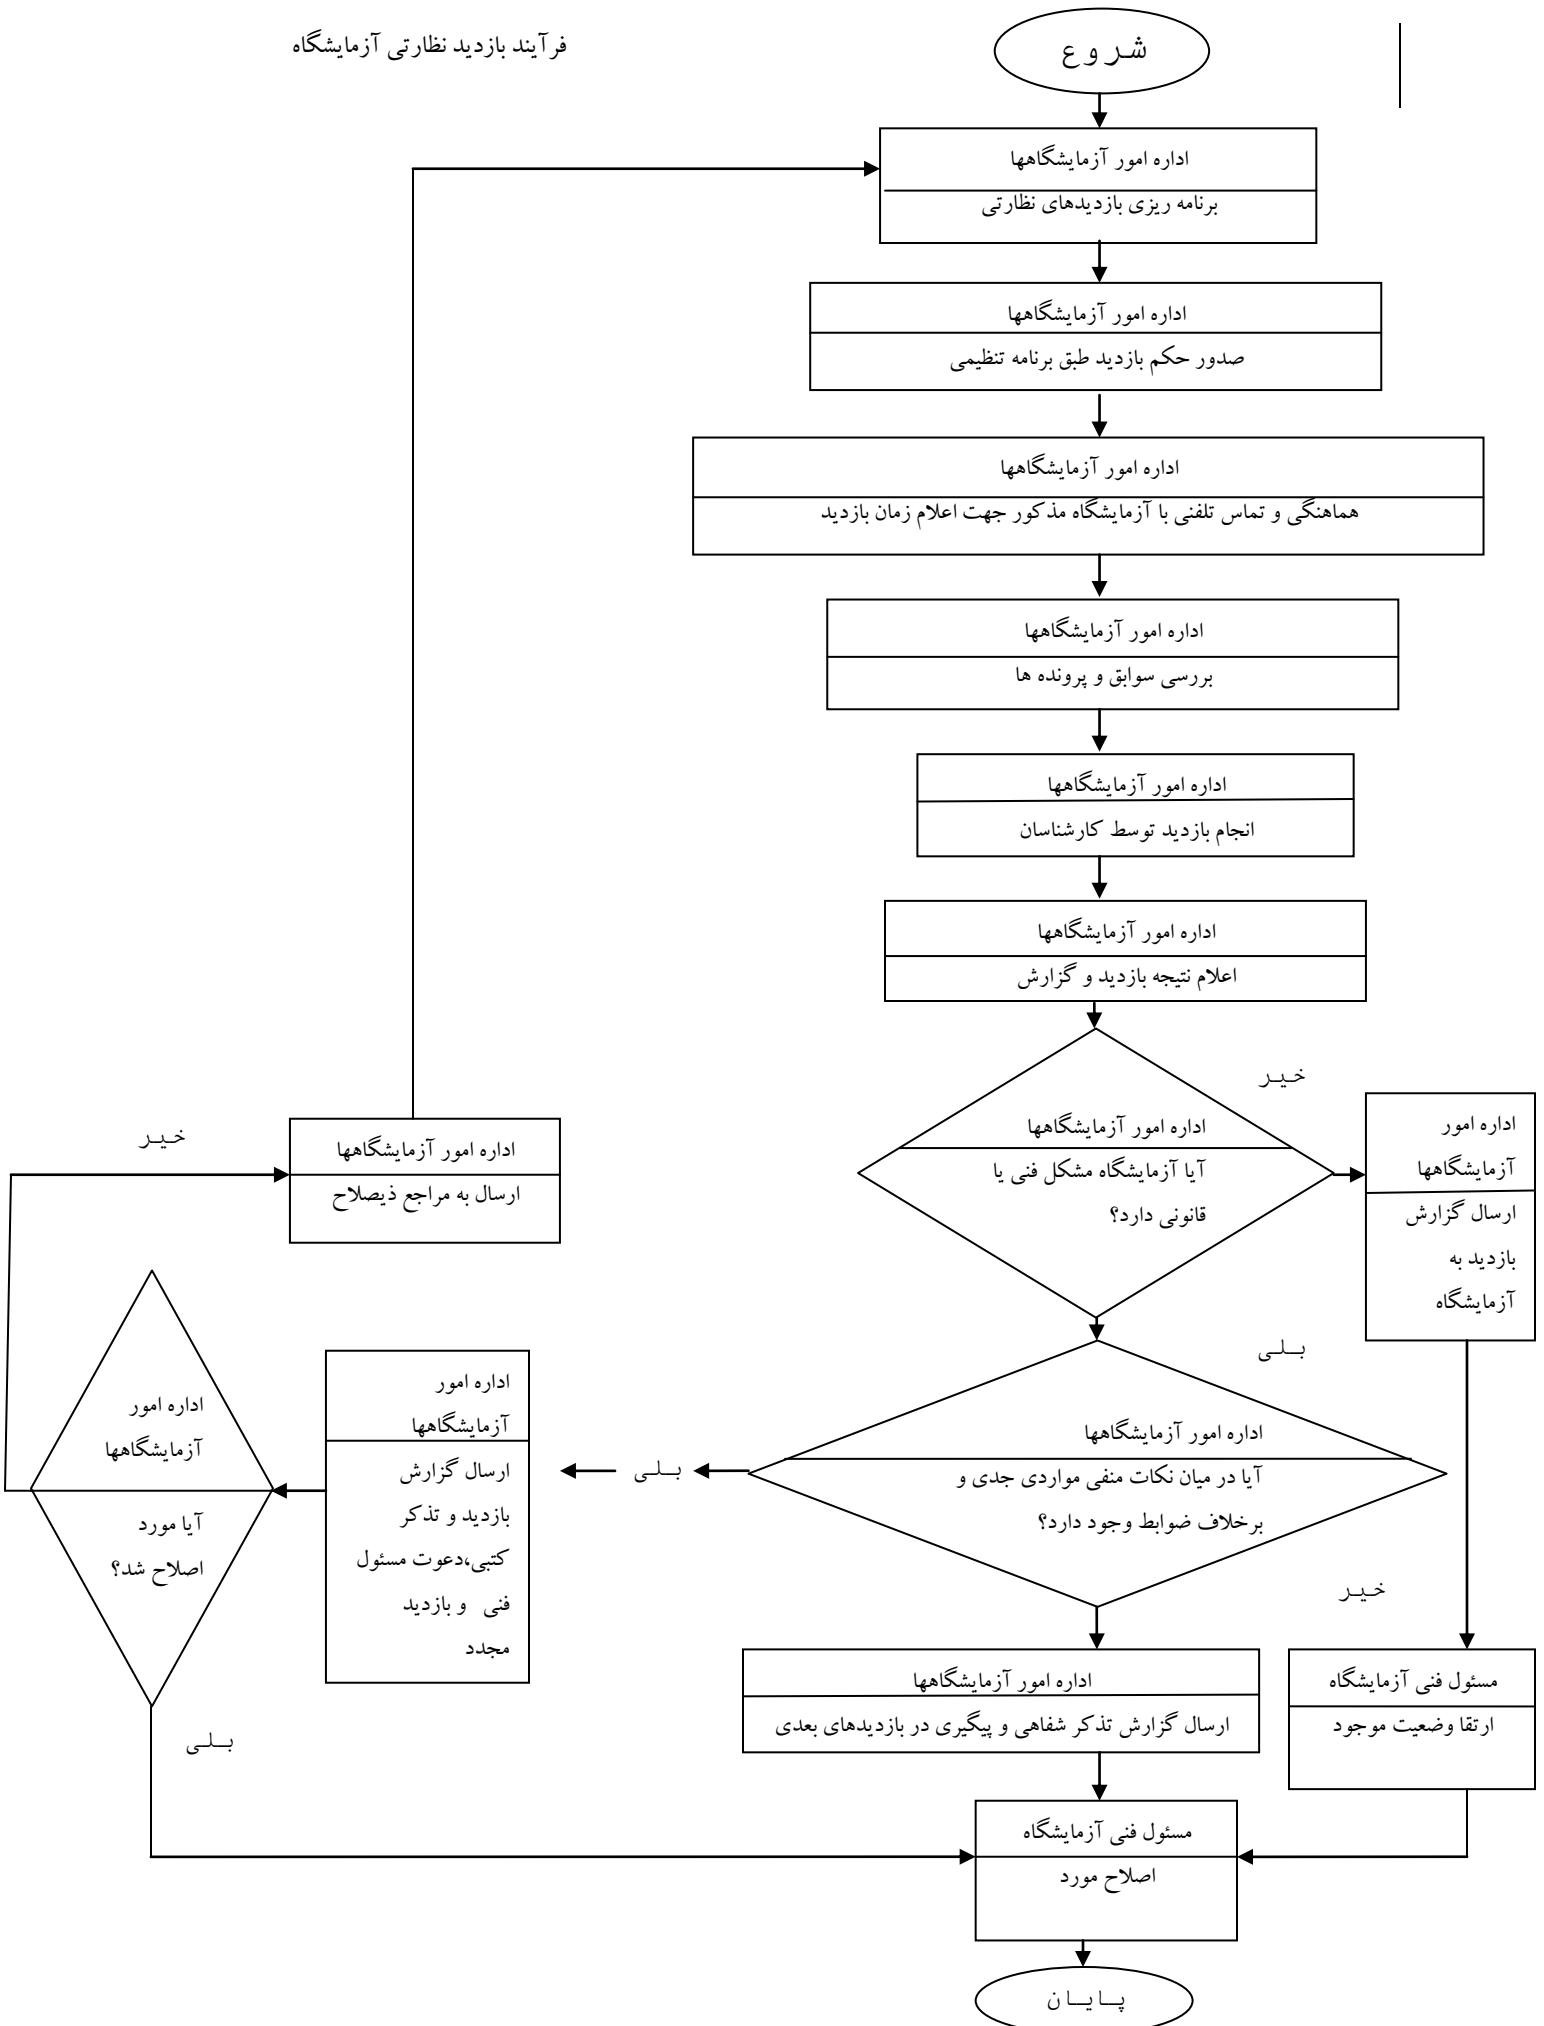 فرآیند بازدید نظارتی آزمایشگاه
شروع
اداره امور آزمایشگاهها
برنامه ریزی بازدیدهای نظارتی
اداره امور آزمایشگاهها
صدور حکم بازدید طبق برنامه تنظیمی
اداره امور آزمایشگاهها
هماهنگی و تماس تلفنی با آزمایشگاه مذکور جهت اعلام زمان بازدید
اداره امور آزمایشگاهها
بررسی سوابق و پرونده ها
اداره امور آزمایشگاهها
انجام بازدید توسط کارشناسان
اداره امور آزمایشگاهها
اعلام نتیجه بازدید و گزارش
اداره امور آزمایشگاهها
آیا آزمایشگاه مشکل فنی یا
قانونی دارد؟
خیر
اداره امور
آزمایشگاهها
ارسال گزارش
بازدید به
آزمایشگاه
بلی
اداره امور آزمایشگاهها
آیا در میان نکات منفی مواردی جدی و
برخلاف ضوابط وجود دارد؟
بلی
اداره امور
آزمایشگاهها
ارسال گزارش
بازدید و تذکر
کتبی،دعوت مسئول
فنی و بازدید
مجدد
اداره امور
آزمایشگاهها
آیا مورد
اصلاح شد؟
خیر
اداره امور آزمایشگاهها
ارسال به مراجع ذیصلاح
بلی
خیر
اداره امور آزمایشگاهها
ارسال گزارش تذکر شفاهی و پیگیری در بازدیدهای بعدی
مسئول فنی آزمایشگاه
ارتقا وضعیت موجود
مسئول فنی آزمایشگاه
اصلاح مورد
پایان